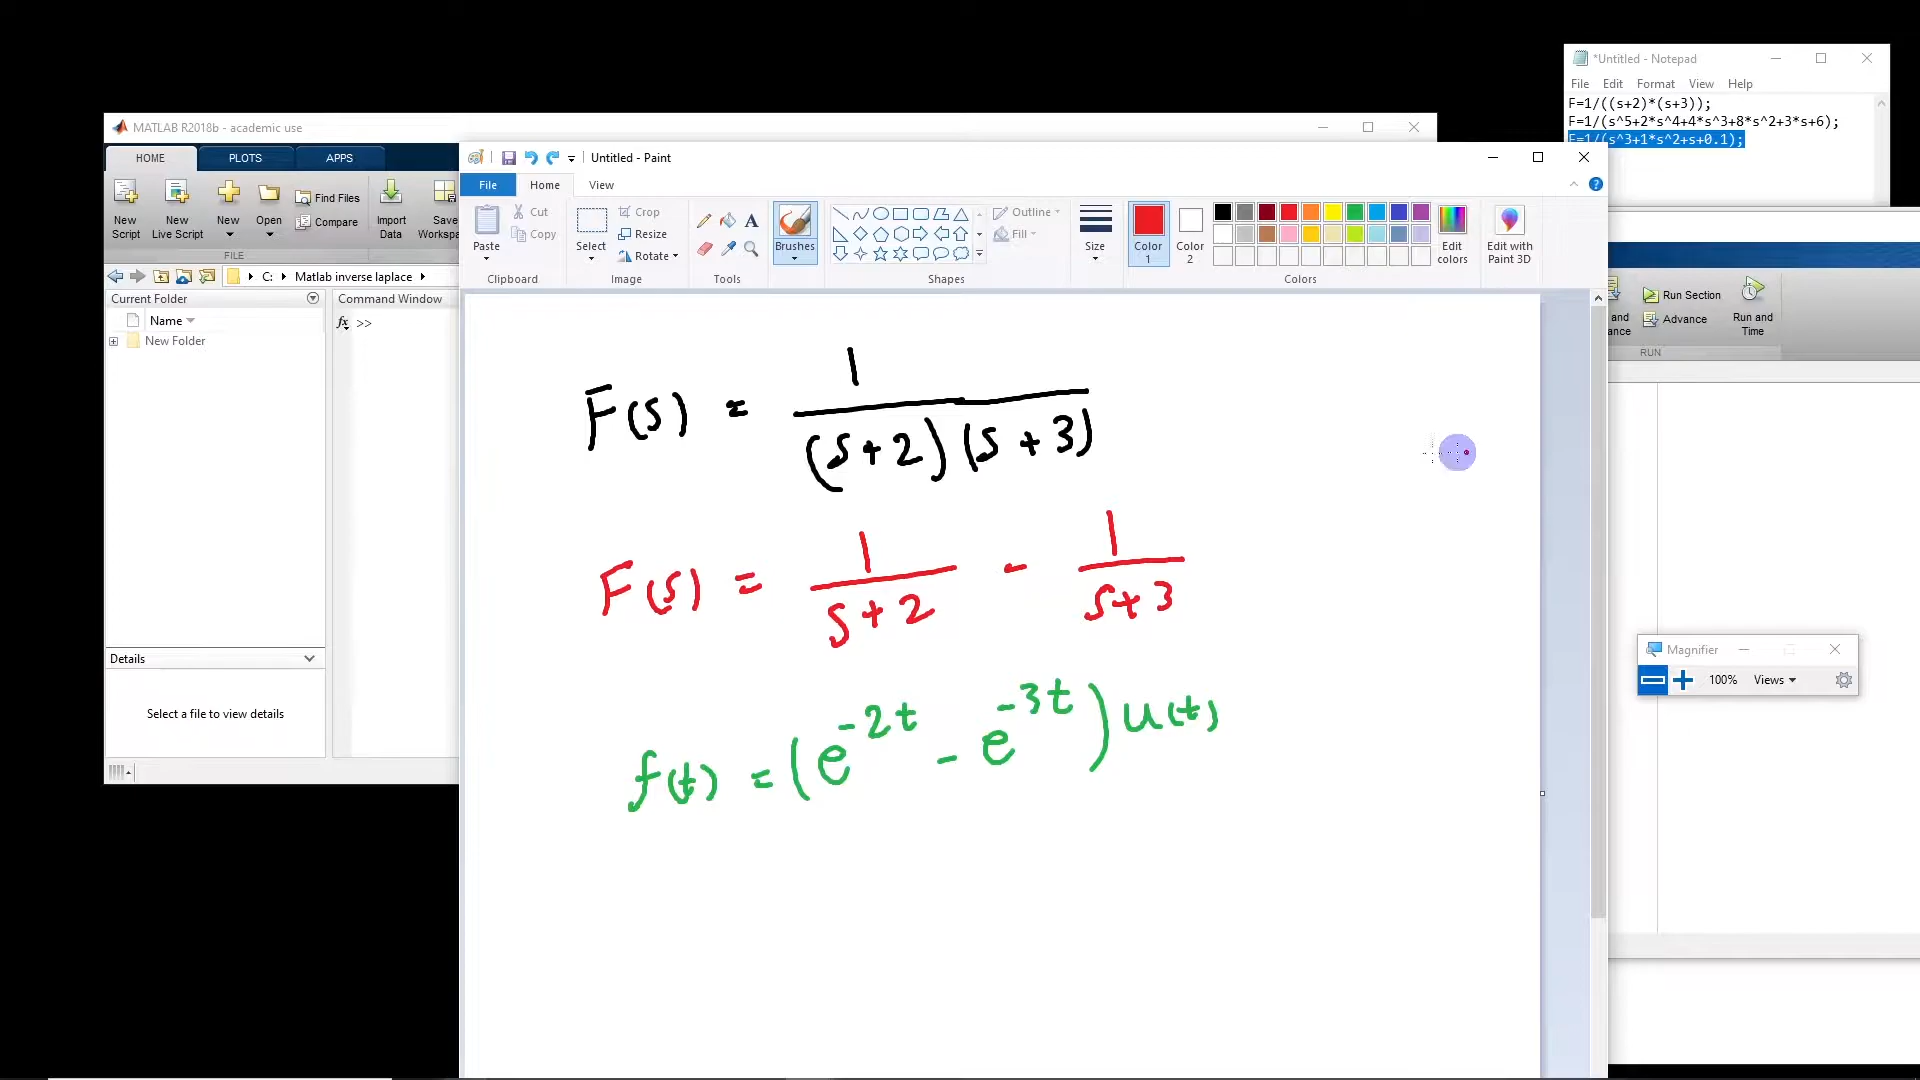 *Untitled - Notepad
File Edit Format View Help
F=1/((s+2)*(s+3));
F=1/(s^5+2*s^4+4*s^3+8*s^2+3*s+6);
F=1/(s^3+1*s^2+s+0.1);
MATLAB R2018b - academic use
HOME PLOTS APPS
New Script
New Live Script
New
Open
Find Files
Compare
Import Data
Save
Workspa
FILE
C: Matlab inverse laplace
Current Folder
Name
New Folder
Details
Select a file to view details
Command Window
fx >>
Untitled - Paint
File Home View
Paste
Cut
Copy
Clipboard
Select
Crop
Resize
Rotate
Image
Tools
Brushes
Outline
Fill
Shapes
Size
Color 1
Color 2
Edit colors
Colors
Edit with Paint 3D
F(s) = 1/((s+2)(s+3))
F(s) = 1/(s+2) - 1/(s+3)
f(t) = (e^-2t - e^-3t) u(t)
and
ance
Run Section
Advance
Run and Time
RUN
Magnifier
100% Views